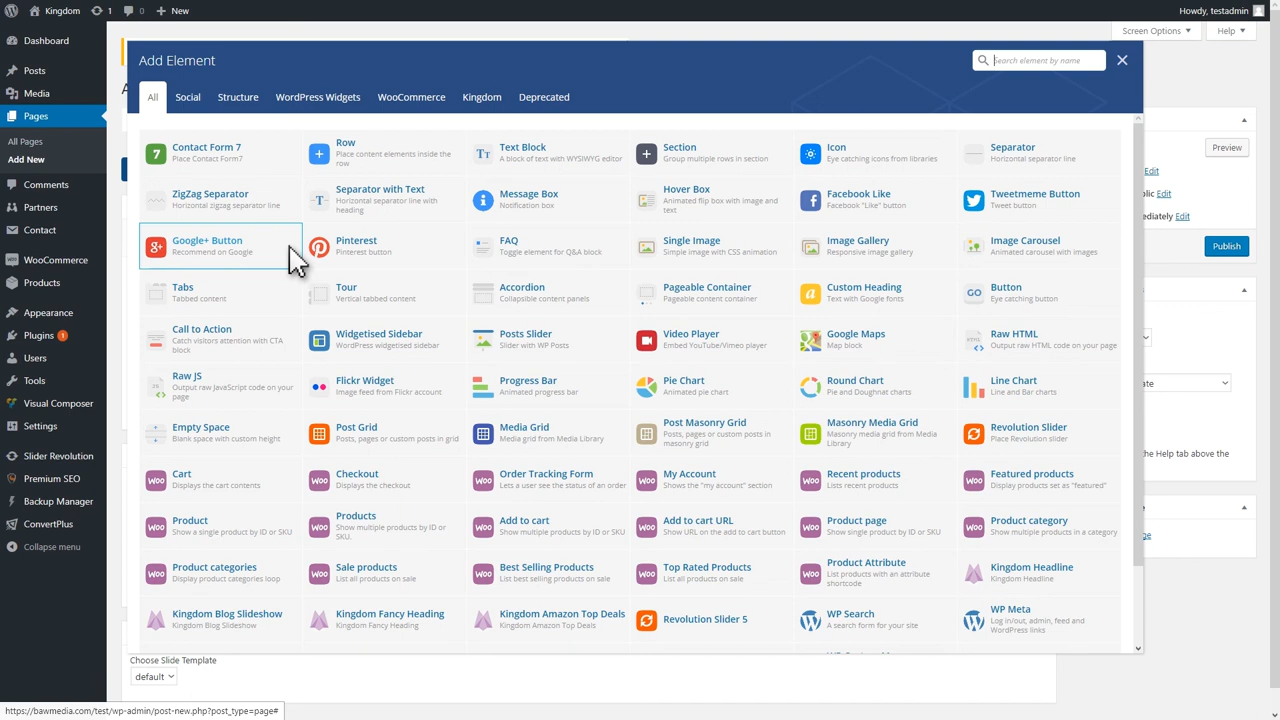 Kingdom 1 0 + New Howdy, testadmin
Screen Options Help
Dashboard
Posts
Media
Pages
All Pages
Add New
Comments
Partners
Contact
WooCommerce
Products
Appearance
Plugins 1
Users
Tools
Visual Composer
Settings
Slider Revolution
Premium SEO
Backup Manager
ConvertPlus
Collapse menu
Add Element
Search element by name
All Social Structure WordPress Widgets WooCommerce Kingdom Deprecated
Contact Form 7
Place Contact Form7
Row
Place content elements inside the
row
Text Block
A block of text with WYSIWYG editor
Section
Group multiple rows in section
Icon
Eye catching icons from libraries
Separator
Horizontal separator line
ZigZag Separator
Horizontal zigzag separator line
Separator with Text
Horizontal separator line with
heading
Message Box
Notification box
Hover Box
Animated flip box with image and
text
Facebook Like
Facebook "Like" button
Tweetmeme Button
Tweet button
Google+ Button
Recommend on Google
Pinterest
Pinterest button
FAQ
Toggle element for Q&A block
Single Image
Simple image with CSS animation
Image Gallery
Responsive image gallery
Image Carousel
Animated carousel with images
Tabs
Tabbed content
Tour
Vertical tabbed content
Accordion
Collapsible content panels
Pageable Container
Pageable content container
Custom Heading
Text with Google fonts
GO
Button
Eye catching button
Call to Action
Catch visitors attention with CTA
block
Widgetised Sidebar
WordPress widgetised sidebar
Posts Slider
Slider with WP Posts
Video Player
Embed YouTube/Vimeo player
Google Maps
Map block
Raw HTML
Output raw HTML code on your page
Raw JS
Output raw JavaScript code on your
page
Flickr Widget
Image feed from Flickr account
Progress Bar
Animated progress bar
Pie Chart
Animated pie chart
Round Chart
Pie and Doughnat charts
Line Chart
Line and Bar charts
Empty Space
Blank space with custom height
Post Grid
Posts, pages or custom posts in grid
Media Grid
Media grid from Media Library
Post Masonry Grid
Posts, pages or custom posts in
masonry grid
Masonry Media Grid
Masonry media grid from Media
Library
Revolution Slider
Place Revolution slider
Cart
Displays the cart contents
Checkout
Displays the checkout
Order Tracking Form
Lets a user see the status of an order
My Account
Shows the "my account" section
Recent products
Lists recent products
Featured products
Display products set as "featured"
Product
Show a single product by ID or SKU
Products
Show multiple products by ID or
SKU.
Add to cart
Show multiple products by ID or SKU
Add to cart URL
Show URL on the add to cart button
Product page
Show single product by ID or SKU
Product category
Show multiple products in a category
Product categories
Display product categories loop
Sale products
List all products on sale
Best Selling Products
List best selling products on sale
Top Rated Products
List all products on sale
Product Attribute
List products with an attribute
shortcode
Kingdom Headline
Kingdom Headline
Kingdom Blog Slideshow
Kingdom Blog Slideshow
Kingdom Fancy Heading
Kingdom Fancy Heading
Kingdom Amazon Top Deals
Kingdom Amazon Top Deals
Revolution Slider 5
WP Search
A search form for your site
WP Meta
Log in/out, admin, feed and
WordPress links
Preview
Edit
olic Edit
ediately Edit
Publish
ate
the Help tab above the
ge
Choose Slide Template
default
https://bawmedia.com/test/wp-admin/post-new.php?post_type=page#